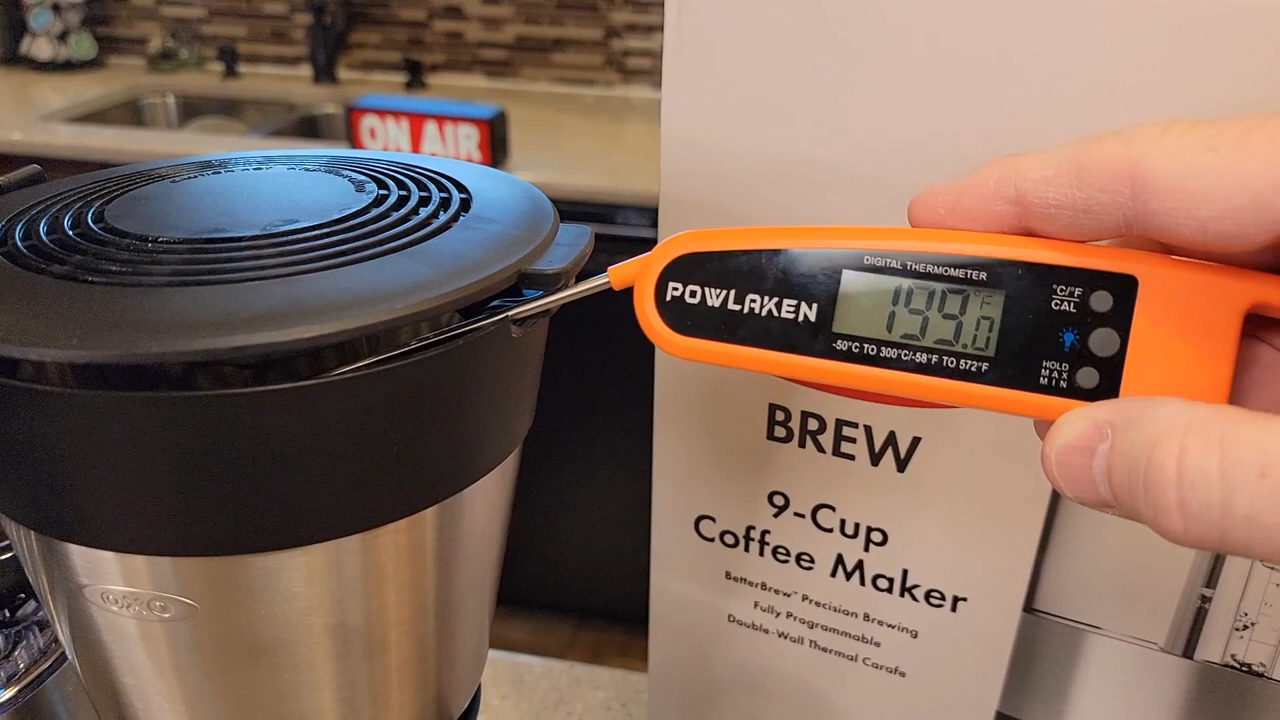 ON AIR
DIGITAL THERMOMETER
POWLAKEN
199.0 °F
-50°C TO 300°C/-58°F TO 572°F
°C/°F
CAL
HOLD
MAX
MIN
BREW
9-Cup
Coffee Maker
BetterBrew™ Precision Brewing
Fully Programmable
Double-Wall Thermal Carafe
OXO